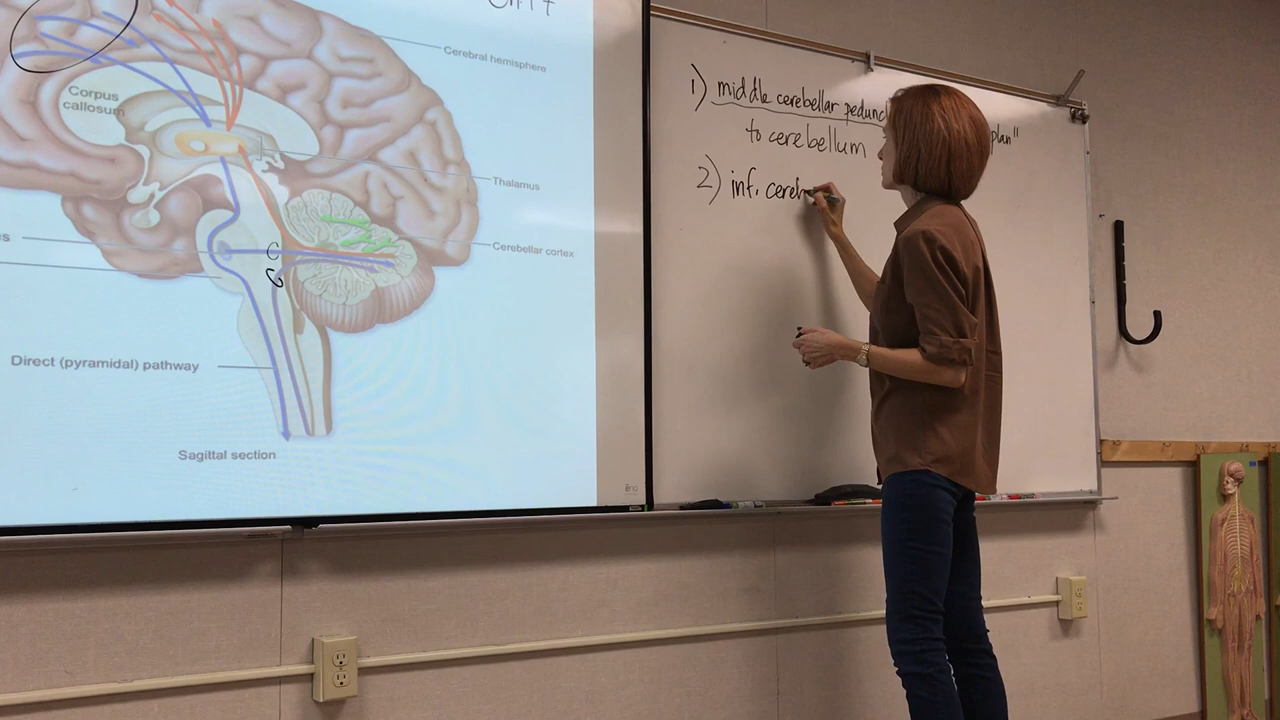 Cerebral hemisphere
Corpus
callosum
Thalamus
Cerebellar cortex
C
Direct (pyramidal) pathway
Sagittal section
1) middle cerebellar pedunc
plan"
to cerebellum
2) inf. cereb